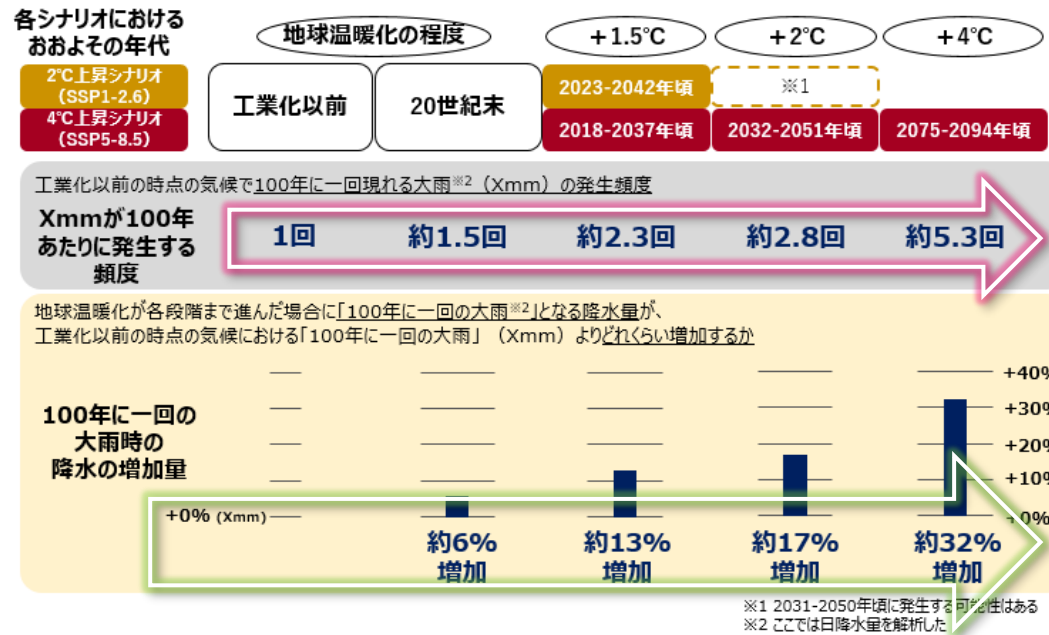 各シナリオにおける
おおよその年代
地球温暖化の程度
+1.5℃
+2℃
+4℃
2℃上昇シナリオ
(SSP1-2.6)
4℃上昇シナリオ
(SSP5-8.5)
工業化以前
20世紀末
2023-2042年頃
※1
2018-2037年頃
2032-2051年頃
2075-2094年頃
工業化以前の時点の気候で100年に一回現れる大雨※2（Xmm）の発生頻度
Xmmが100年
あたりに発生する
頻度
1回
約1.5回
約2.3回
約2.8回
約5.3回
地球温暖化が各段階まで進んだ場合に「100年に一回の大雨※2」となる降水量が、
工業化以前の時点の気候における「100年に一回の大雨」（Xmm）よりどれくらい増加するか
100年に一回の
大雨時の
降水の増加量
+40%
+30%
+20%
+10%
+0%
+0% (Xmm)
約6%
増加
約13%
増加
約17%
増加
約32%
増加
※1 2031-2050年頃に発生する可能性はある
※2 ここでは日降水量を解析した